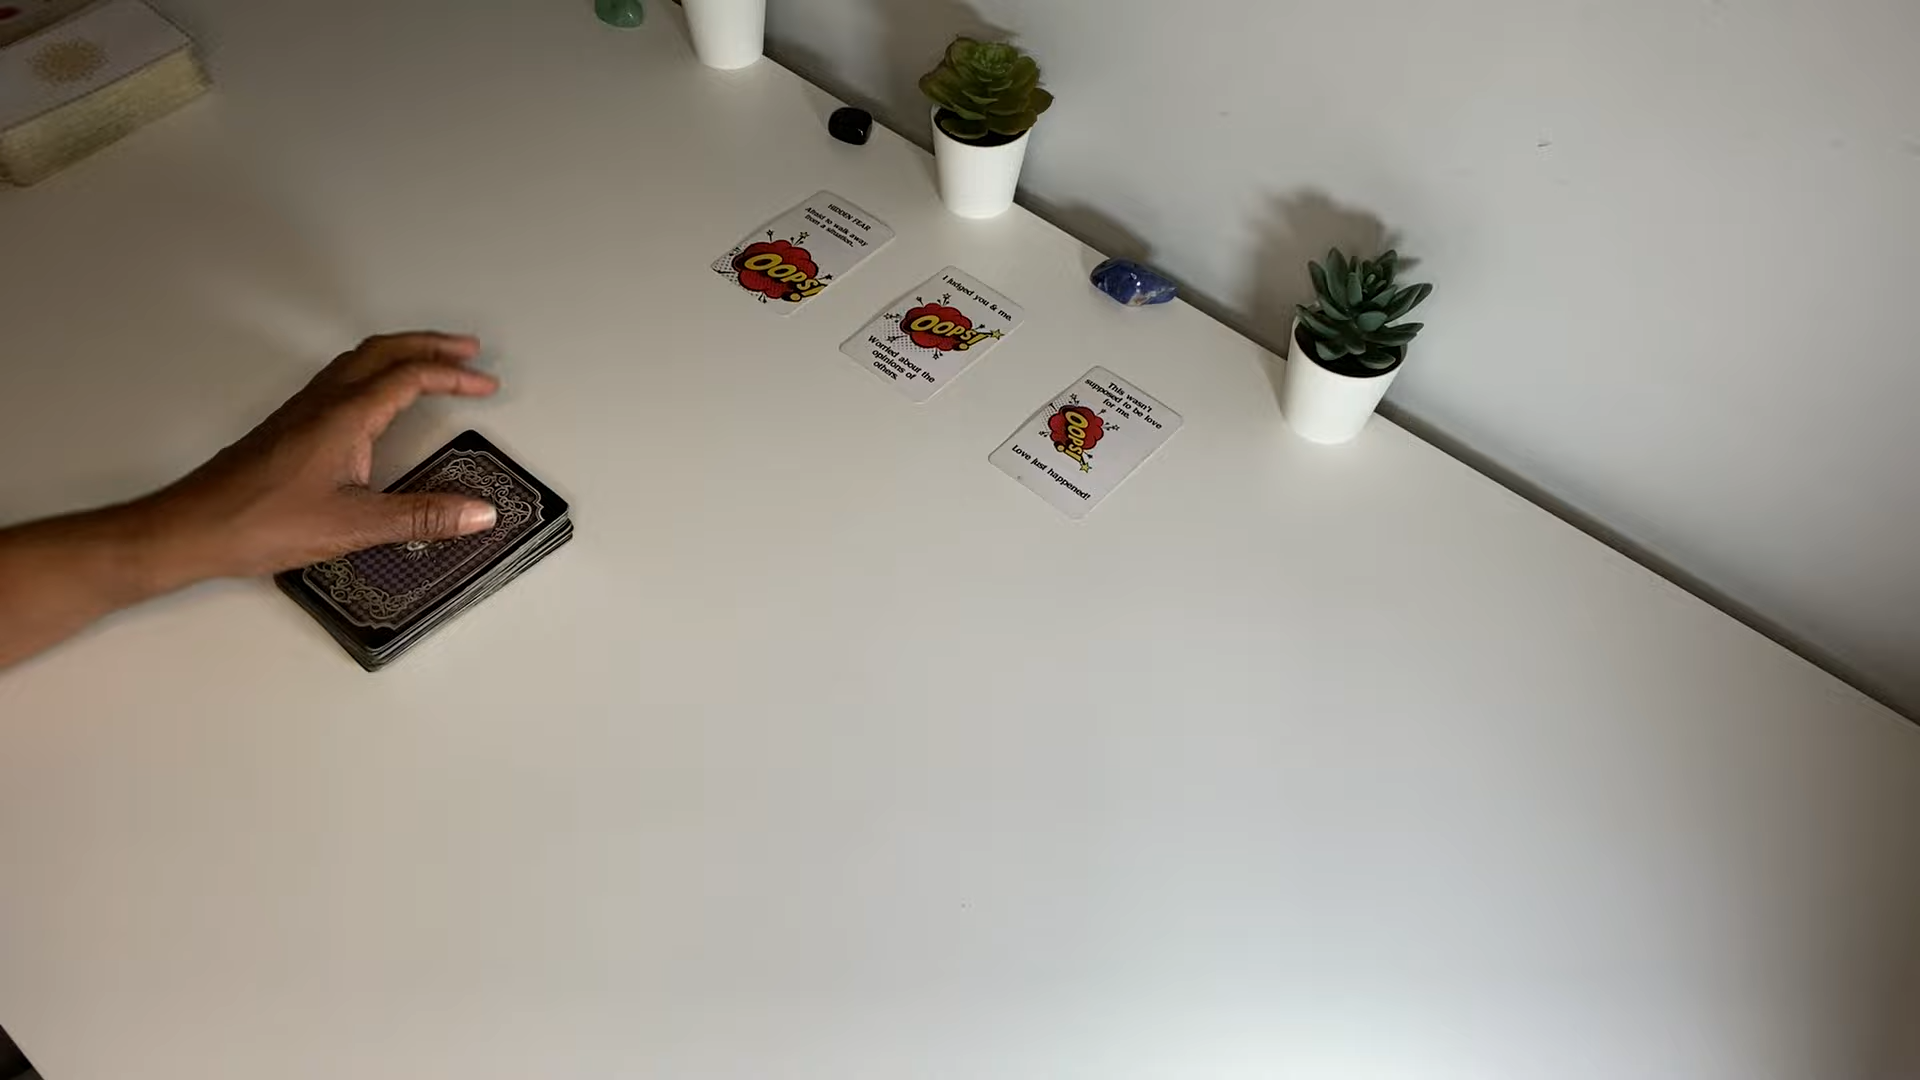 HIDDEN FEAR
Afraid to walk away
from a situation.
OOPS!
I judged you & me.
OOPS!
Worried about the
opinions of
others.
This wasn't
supposed to be love
for me.
OOPS!
Love just happened!